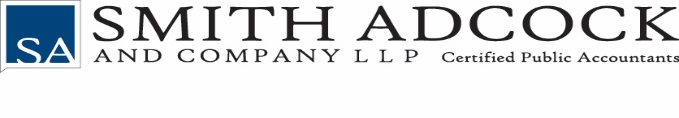 SA
SMITH ADCOCK
AND COMPANY LLP Certified Public Accountants